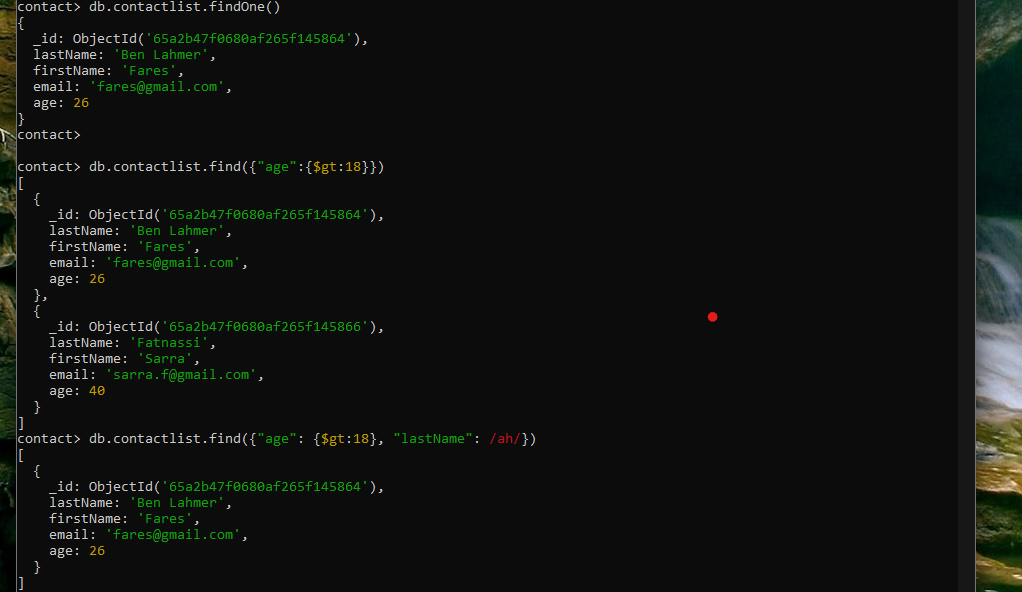 contact> db.contactlist.findOne()
{
  _id: ObjectId('65a2b47f0680af265f145864'),
  lastName: 'Ben Lahmer',
  firstName: 'Fares',
  email: 'fares@gmail.com',
  age: 26
}
contact>
contact> db.contactlist.find({"age":{$gt:18}})
[
  {
    _id: ObjectId('65a2b47f0680af265f145864'),
    lastName: 'Ben Lahmer',
    firstName: 'Fares',
    email: 'fares@gmail.com',
    age: 26
  },
  {
    _id: ObjectId('65a2b47f0680af265f145866'),
    lastName: 'Fatnassi',
    firstName: 'Sarra',
    email: 'sarra.f@gmail.com',
    age: 40
  }
]
contact> db.contactlist.find({"age": {$gt:18}, "lastName": /ah/})
[
  {
    _id: ObjectId('65a2b47f0680af265f145864'),
    lastName: 'Ben Lahmer',
    firstName: 'Fares',
    email: 'fares@gmail.com',
    age: 26
  }
]